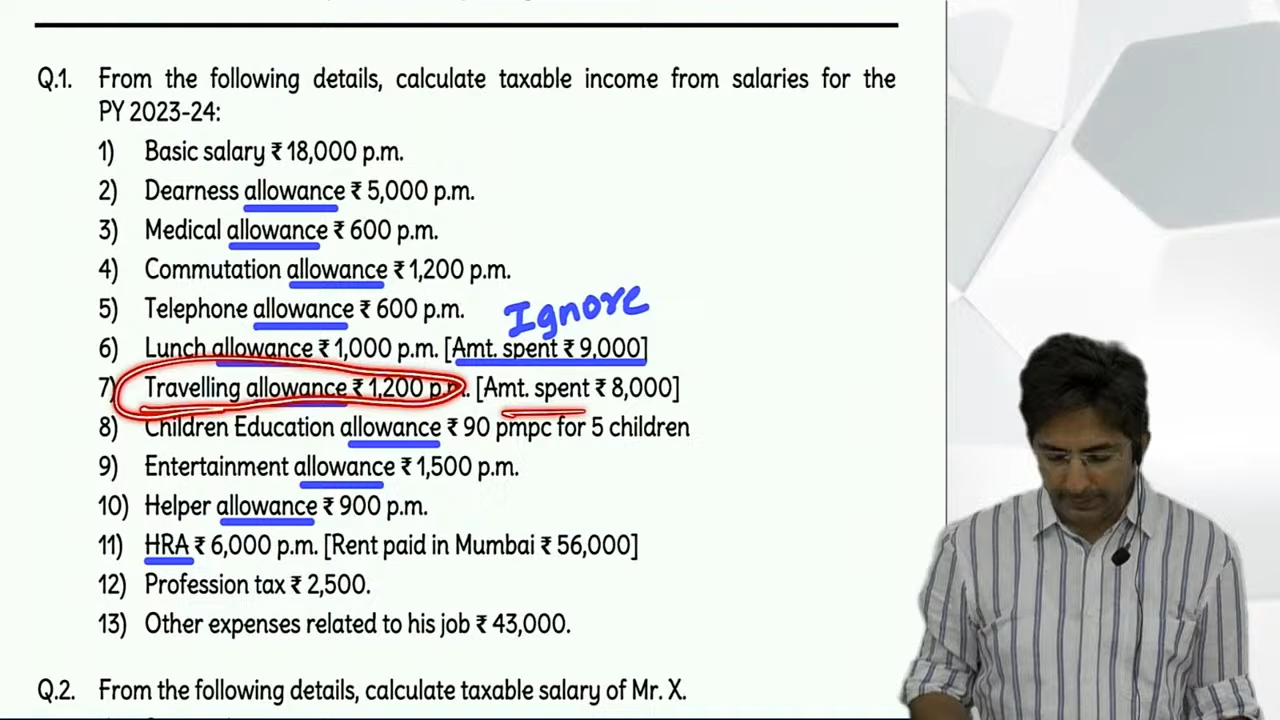 Q.1. From the following details, calculate taxable income from salaries for the
PY 2023-24:
1) Basic salary ₹ 18,000 p.m.
2) Dearness allowance ₹ 5,000 p.m.
3) Medical allowance ₹ 600 p.m.
4) Commutation allowance ₹ 1,200 p.m.
5) Telephone allowance ₹ 600 p.m.
Ignore
6) Lunch allowance ₹ 1,000 p.m. [Amt. spent ₹ 9,000]
7) Travelling allowance ₹ 1,200 p.m. [Amt. spent ₹ 8,000]
8) Children Education allowance ₹ 90 pmpc for 5 children
9) Entertainment allowance ₹ 1,500 p.m.
10) Helper allowance ₹ 900 p.m.
11) HRA ₹ 6,000 p.m. [Rent paid in Mumbai ₹ 56,000]
12) Profession tax ₹ 2,500.
13) Other expenses related to his job ₹ 43,000.
Q.2. From the following details, calculate taxable salary of Mr. X.